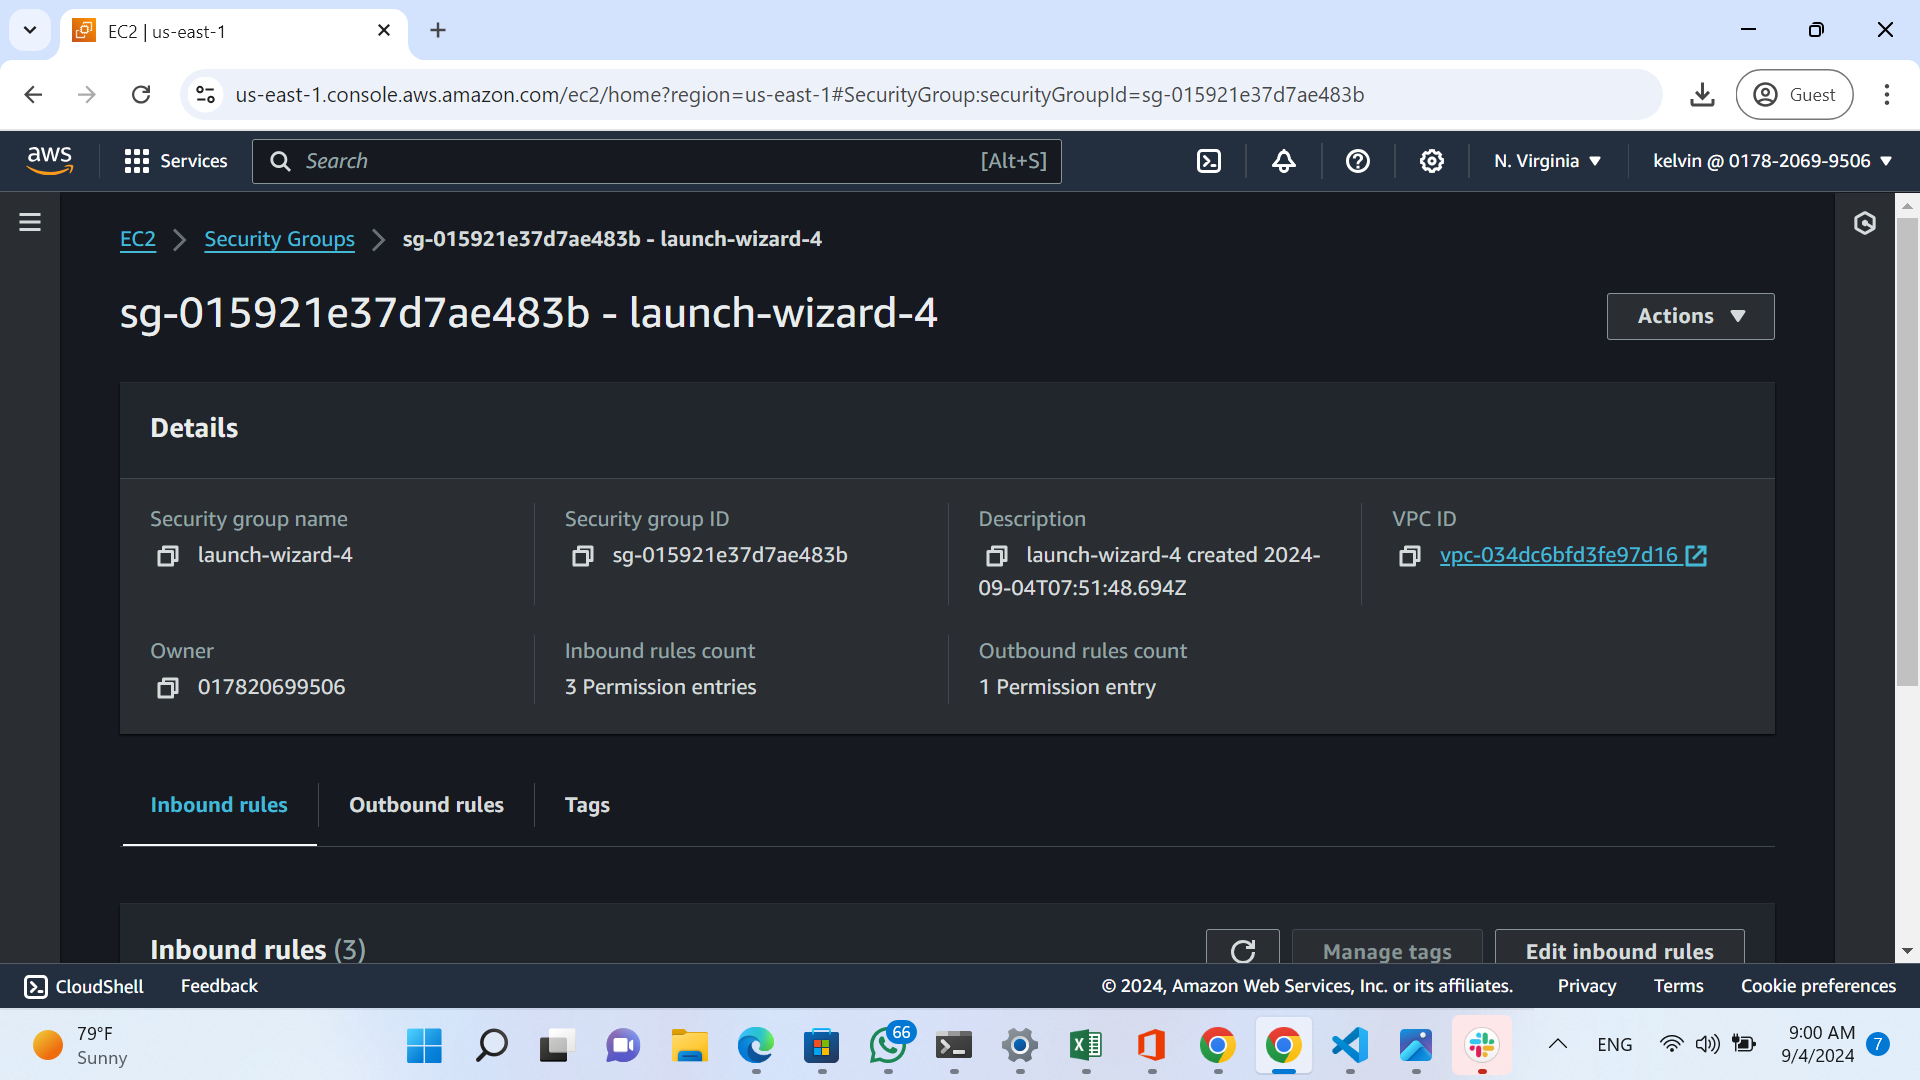 EC2 | us-east-1
us-east-1.console.aws.amazon.com/ec2/home?region=us-east-1#SecurityGroup:securityGroupId=sg-015921e37d7ae483b
Guest
aws
Services
Search
[Alt+S]
N. Virginia
kelvin @ 0178-2069-9506
EC2
Security Groups
sg-015921e37d7ae483b - launch-wizard-4
sg-015921e37d7ae483b - launch-wizard-4
Actions
Details
Security group name
launch-wizard-4
Security group ID
sg-015921e37d7ae483b
Description
launch-wizard-4 created 2024-
09-04T07:51:48.694Z
VPC ID
vpc-034dc6bfd3fe97d16
Owner
017820699506
Inbound rules count
3 Permission entries
Outbound rules count
1 Permission entry
Inbound rules
Outbound rules
Tags
Inbound rules (3)
Manage tags
Edit inbound rules
CloudShell
Feedback
© 2024, Amazon Web Services, Inc. or its affiliates.
Privacy
Terms
Cookie preferences
79°F
Sunny
66
ENG
9:00 AM
9/4/2024
7